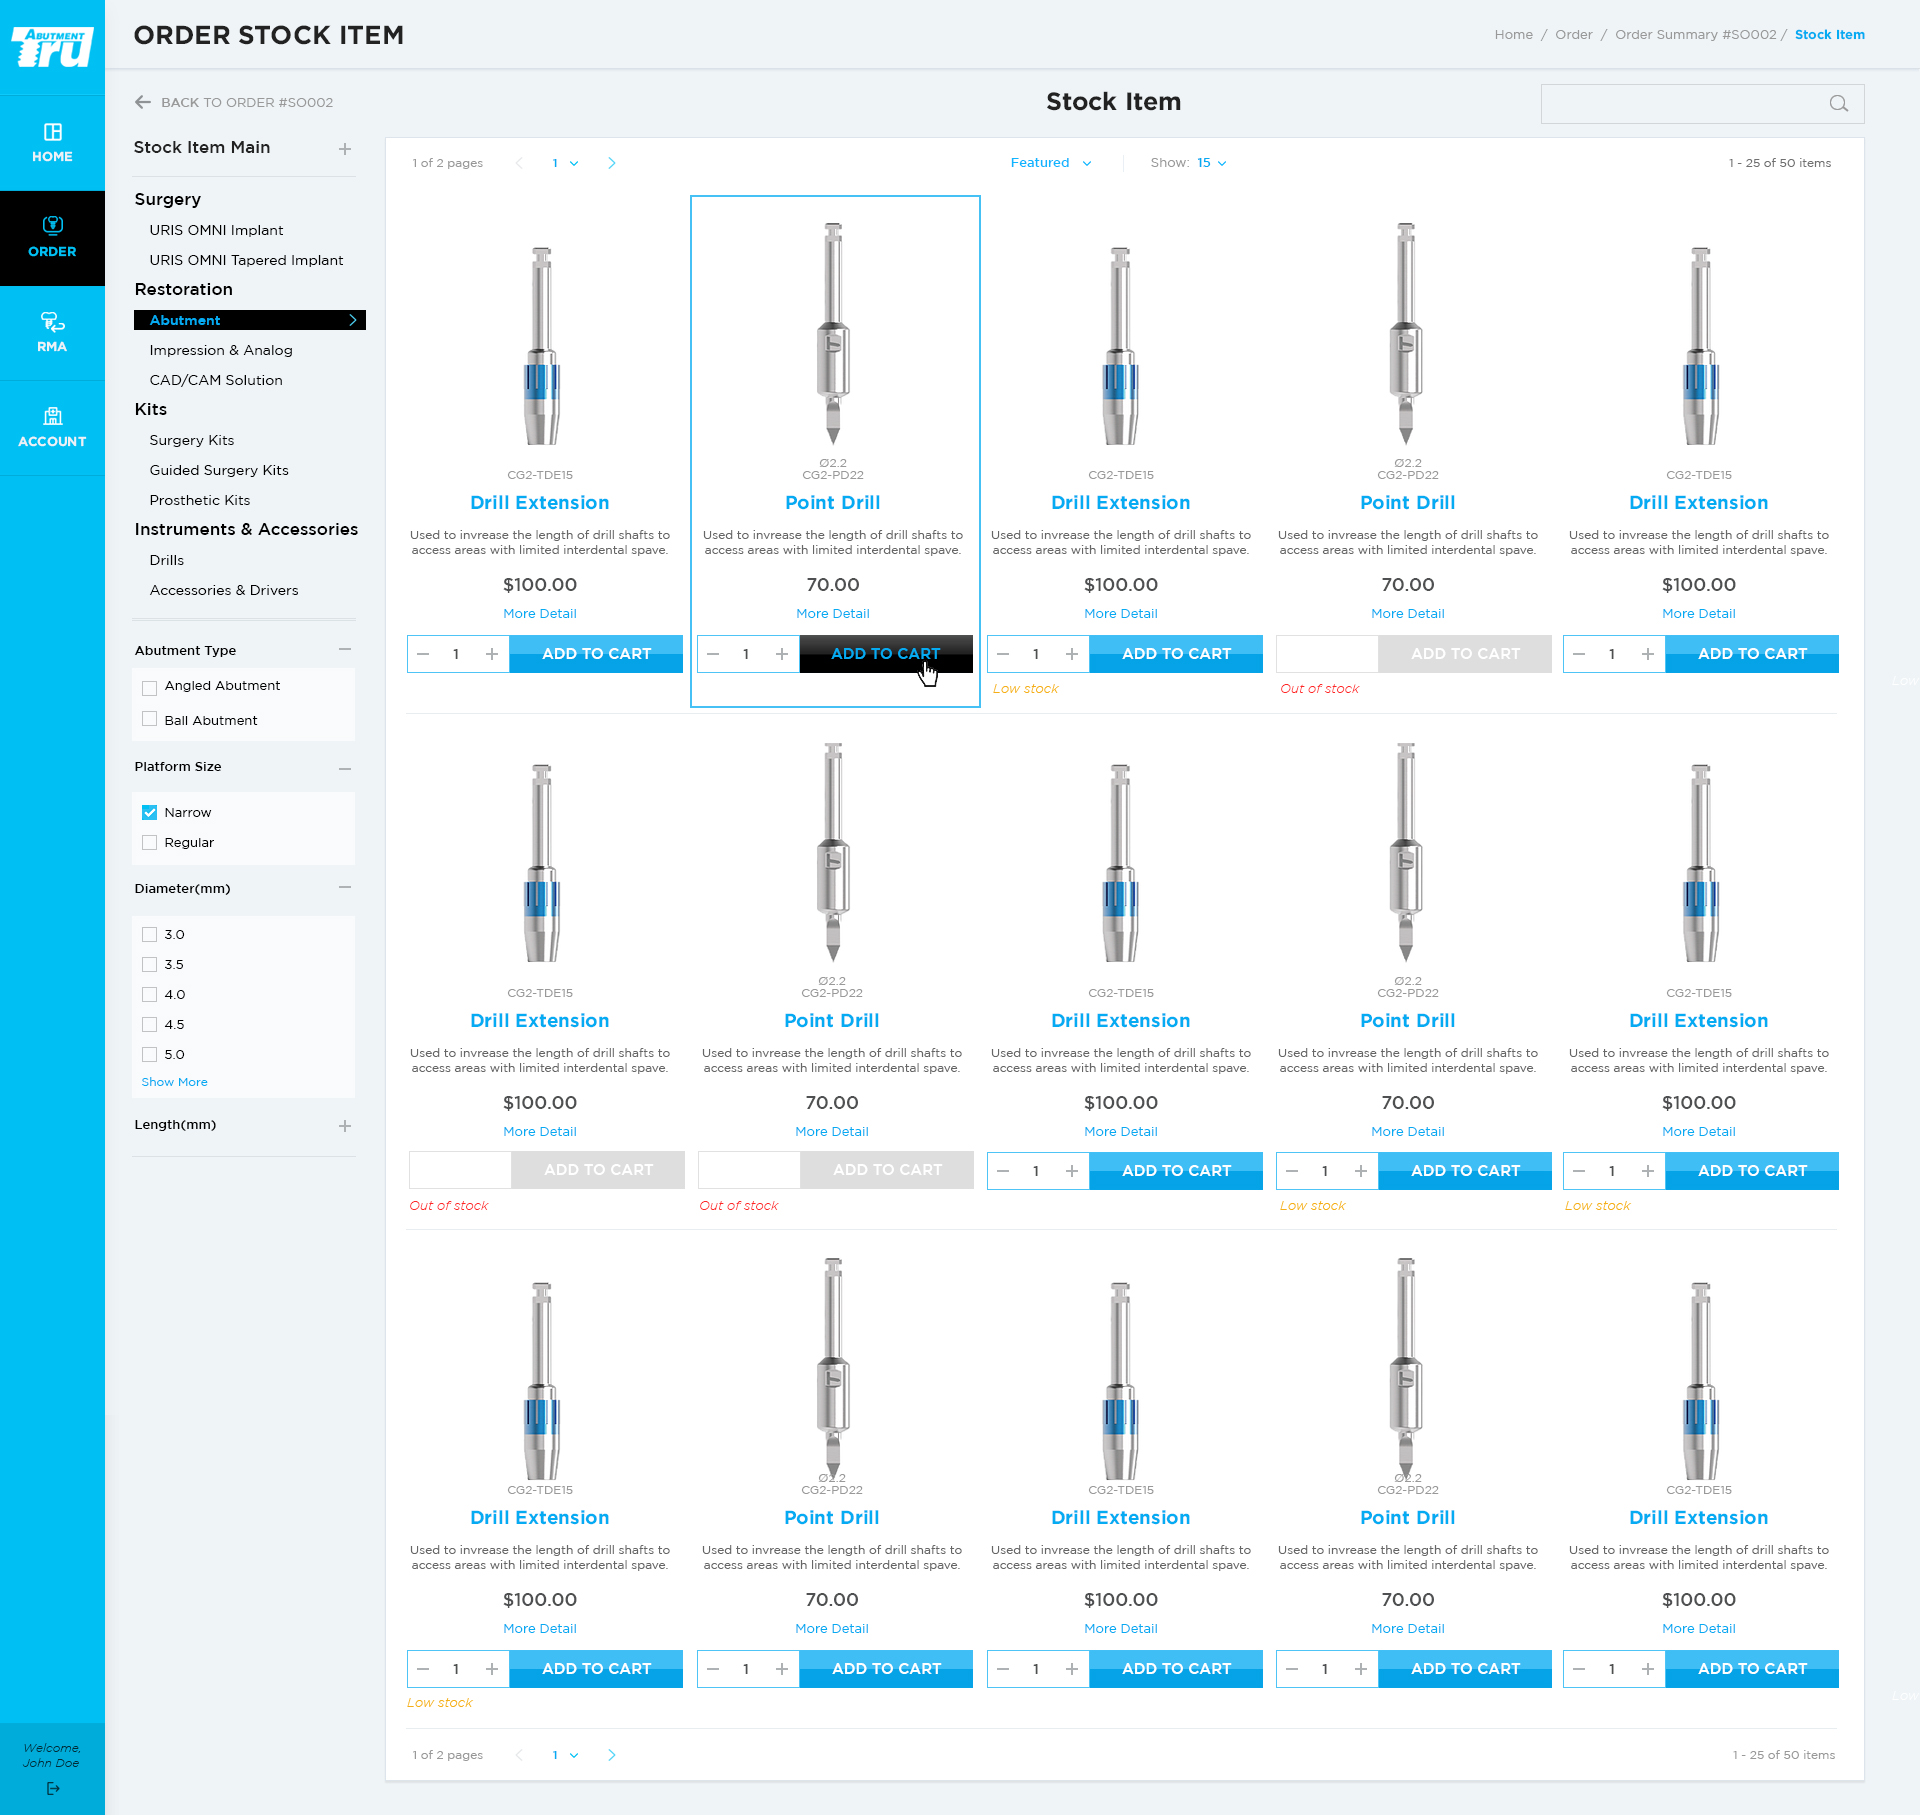 ABUTMENT
Tru
ORDER STOCK ITEM
Home / Order / Order Summary #SO002 / Stock Item
HOME
ORDER
RMA
ACCOUNT
Welcome,
John Doe
BACK TO ORDER #SO002
Stock Item
Stock Item Main
Surgery
URIS OMNI Implant
URIS OMNI Tapered Implant
Restoration
Abutment
Impression & Analog
CAD/CAM Solution
Kits
Surgery Kits
Guided Surgery Kits
Prosthetic Kits
Instruments & Accessories
Drills
Accessories & Drivers
Abutment Type
Angled Abutment
Ball Abutment
Platform Size
Narrow
Regular
Diameter(mm)
3.0
3.5
4.0
4.5
5.0
Show More
Length(mm)
1 of 2 pages 1 Featured Show: 15 1 - 25 of 50 items
CG2-TDE15
Drill Extension
Used to invrease the length of drill shafts to
access areas with limited interdental spave.
$100.00
More Detail
1 ADD TO CART
Ø2.2
CG2-PD22
Point Drill
Used to invrease the length of drill shafts to
access areas with limited interdental spave.
70.00
More Detail
1 ADD TO CART
CG2-TDE15
Drill Extension
Used to invrease the length of drill shafts to
access areas with limited interdental spave.
$100.00
More Detail
1 ADD TO CART
Low stock
Ø2.2
CG2-PD22
Point Drill
Used to invrease the length of drill shafts to
access areas with limited interdental spave.
70.00
More Detail
ADD TO CART
Out of stock
CG2-TDE15
Drill Extension
Used to invrease the length of drill shafts to
access areas with limited interdental spave.
$100.00
More Detail
1 ADD TO CART
Low
CG2-TDE15
Drill Extension
Used to invrease the length of drill shafts to
access areas with limited interdental spave.
$100.00
More Detail
ADD TO CART
Out of stock
Ø2.2
CG2-PD22
Point Drill
Used to invrease the length of drill shafts to
access areas with limited interdental spave.
70.00
More Detail
ADD TO CART
Out of stock
CG2-TDE15
Drill Extension
Used to invrease the length of drill shafts to
access areas with limited interdental spave.
$100.00
More Detail
1 ADD TO CART
Ø2.2
CG2-PD22
Point Drill
Used to invrease the length of drill shafts to
access areas with limited interdental spave.
70.00
More Detail
1 ADD TO CART
Low stock
CG2-TDE15
Drill Extension
Used to invrease the length of drill shafts to
access areas with limited interdental spave.
$100.00
More Detail
1 ADD TO CART
Low stock
CG2-TDE15
Drill Extension
Used to invrease the length of drill shafts to
access areas with limited interdental spave.
$100.00
More Detail
1 ADD TO CART
Low stock
Ø2.2
CG2-PD22
Point Drill
Used to invrease the length of drill shafts to
access areas with limited interdental spave.
70.00
More Detail
1 ADD TO CART
CG2-TDE15
Drill Extension
Used to invrease the length of drill shafts to
access areas with limited interdental spave.
$100.00
More Detail
1 ADD TO CART
Ø2.2
CG2-PD22
Point Drill
Used to invrease the length of drill shafts to
access areas with limited interdental spave.
70.00
More Detail
1 ADD TO CART
CG2-TDE15
Drill Extension
Used to invrease the length of drill shafts to
access areas with limited interdental spave.
$100.00
More Detail
1 ADD TO CART
Low
1 of 2 pages 1 1 - 25 of 50 items